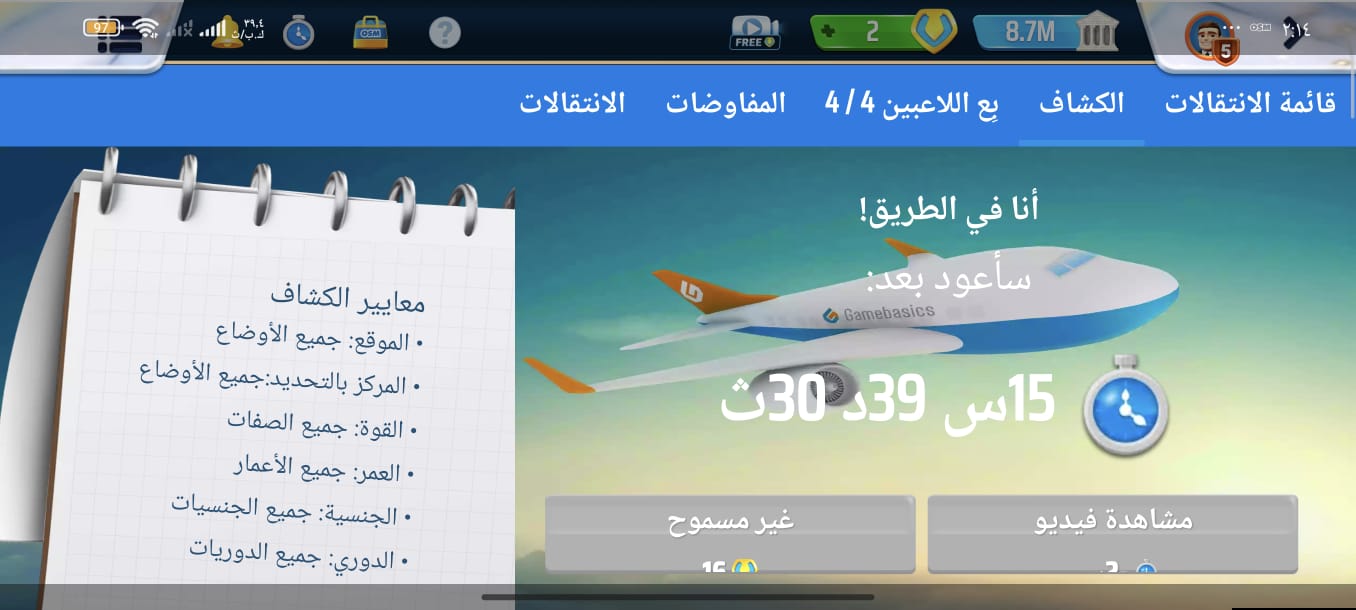 97
٣٩٫٤
ك.ب/ث
OSM
?
FREE
2
8.7M
5
٢:١٤
قائمة الانتقالات
الكشاف
بِع اللاعبين 4 / 4
المفاوضات
الانتقالات
أنا في الطريق!
سأعود بعد:
Gamebasics
15س 39د 30ث
مشاهدة فيديو
غير مسموح
16
معايير الكشاف
• الموقع: جميع الأوضاع
• المركز بالتحديد:جميع الأوضاع
• القوة: جميع الصفات
• العمر: جميع الأعمار
• الجنسية: جميع الجنسيات
• الدوري: جميع الدوريات